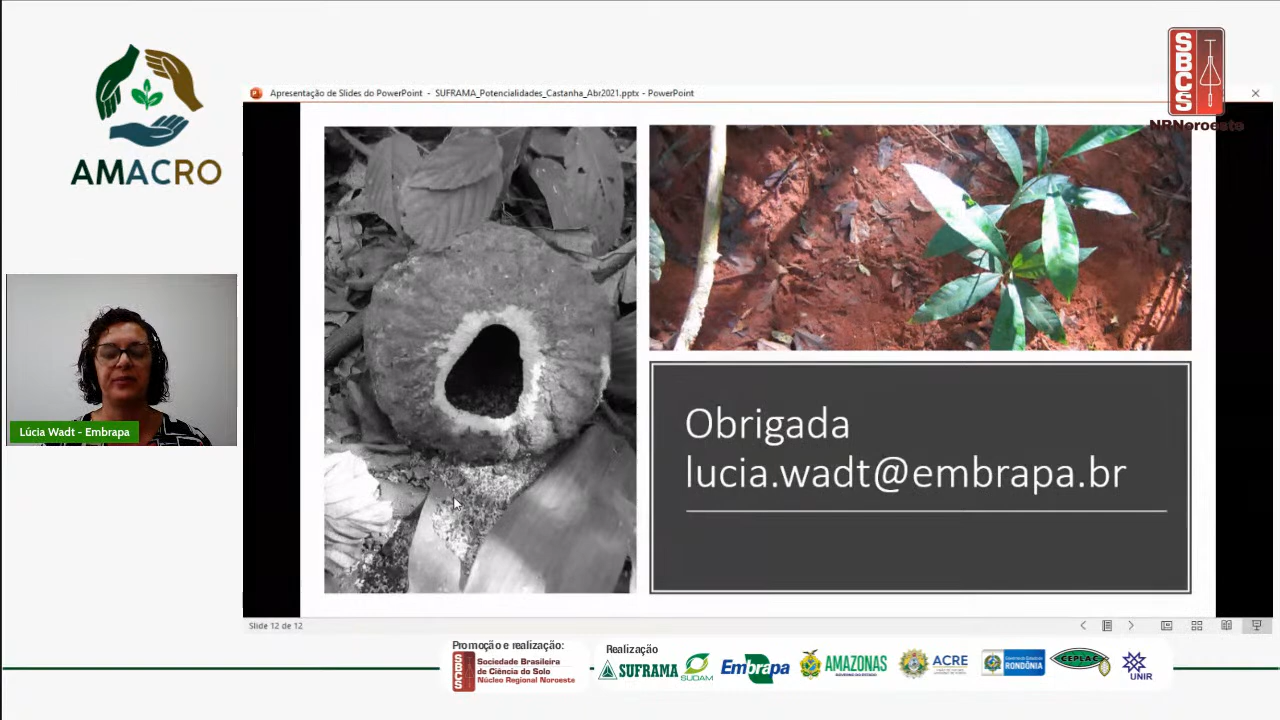 AMACRO
SBCS
NRNoroeste
Apresentação de Slides do PowerPoint - SUFRAMA_Potencialidades_Castanha_Abr2021.pptx - PowerPoint
Lúcia Wadt - Embrapa
Obrigada
lucia.wadt@embrapa.br
Slide 12 de 12
Promoção e realização:
SBCS
Sociedade Brasileira
de Ciência do Solo
Núcleo Regional Noroeste
Realização
SUFRAMA
SUDAM
Embrapa
AMAZONAS
ACRE
RONDÔNIA
CEPLAC
UNIR